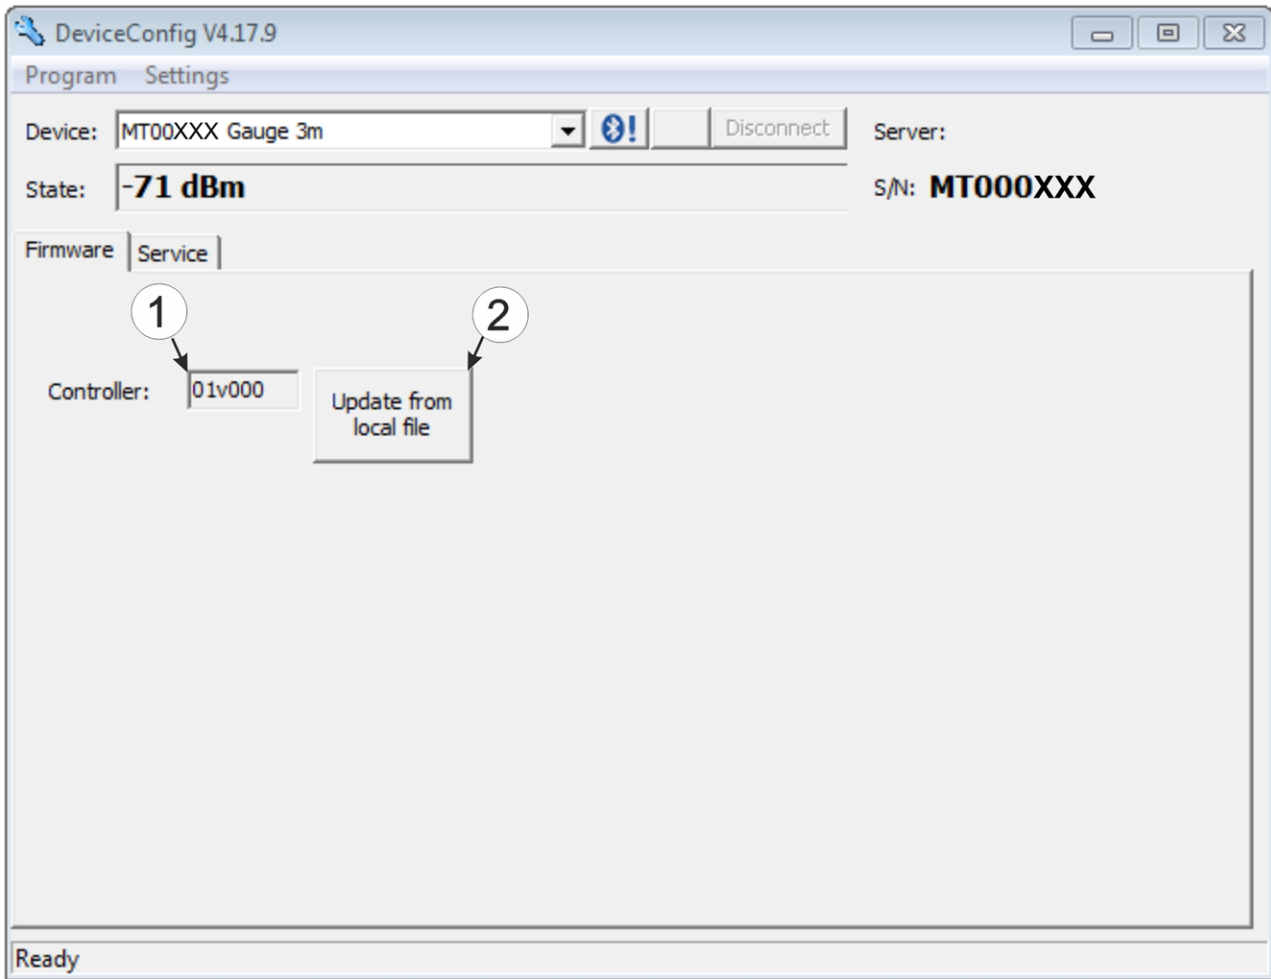 DeviceConfig V4.17.9
Program Settings
Device: MT00XXX Gauge 3m Disconnect Server:
State: -71 dBm S/N: MT000XXX
Firmware Service
1 2
Controller: 01v000 Update from
local file
Ready